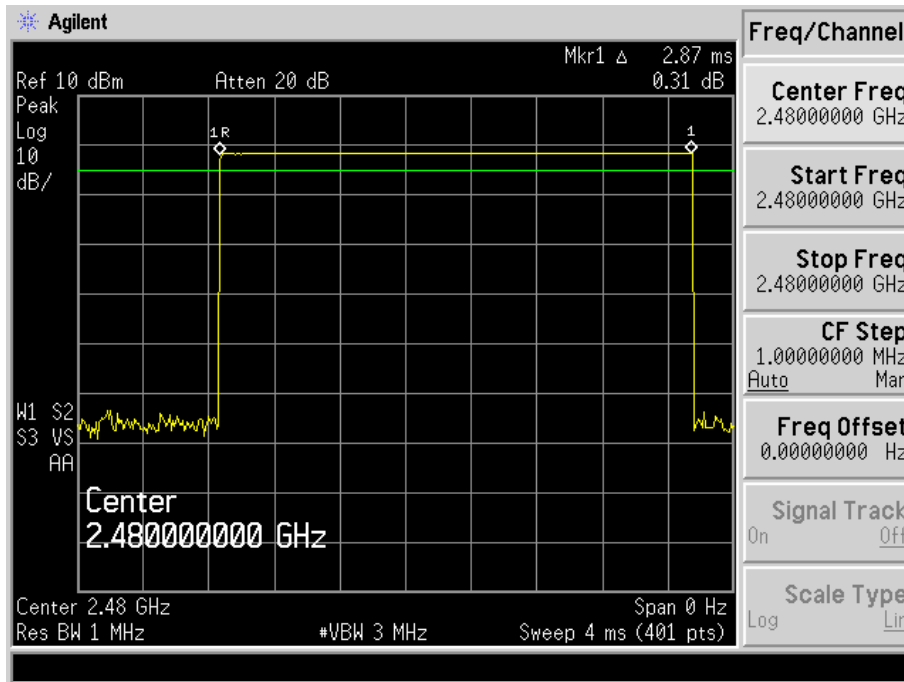 Agilent
Freq/Channel
Mkr1 Δ 2.87 ms
Ref 10 dBm Atten 20 dB 0.31 dB
Peak
Log
10
dB/
1R
1
W1 S2
S3 VS
AA
Center
2.480000000 GHz
Center 2.48 GHz Span 0 Hz
Res BW 1 MHz #VBW 3 MHz Sweep 4 ms (401 pts)
Center Freq
2.48000000 GHz
Start Freq
2.48000000 GHz
Stop Freq
2.48000000 GHz
CF Step
1.00000000 MHz
Auto Man
Freq Offset
0.00000000 Hz
Signal Track
On Off
Scale Type
Log Lin